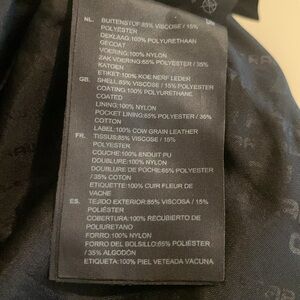 NL. BUITENSTOF:85% VISCOSE / 15%
POLYESTER
DEKLAAG:100% POLYURETHAAN
GECOAT
VOERING:100% NYLON
ZAK VOERING:65% POLYESTER / 35%
KATOEN
ETIKET:100% KOE NERF LEDER
GB. SHELL:85% VISCOSE / 15% POLYESTER
COATING:100% POLYURETHANE
COATED
LINING:100% NYLON
POCKET LINING:65% POLYESTER / 35%
COTTON
LABEL:100% COW GRAIN LEATHER
FR. TISSUS:85% VISCOSE / 15%
POLYESTER
COUCHE:100% ENDUIT PU
DOUBLURE:100% NYLON
DOUBLURE DE POCHE:65% POLYESTER
/ 35% COTON
ETIQUETTE:100% CUIR FLEUR DE
VACHE
ES. TEJIDO EXTERIOR:85% VISCOSA / 15%
POLIÉSTER
COBERTURA:100% RECUBIERTO DE
POLIURETANO
FORRO:100% NYLON
FORRO DEL BOLSILLO:65% POLIÉSTER
/ 35% ALGODÓN
ETIQUETA:100% PIEL VETEADA VACUNA